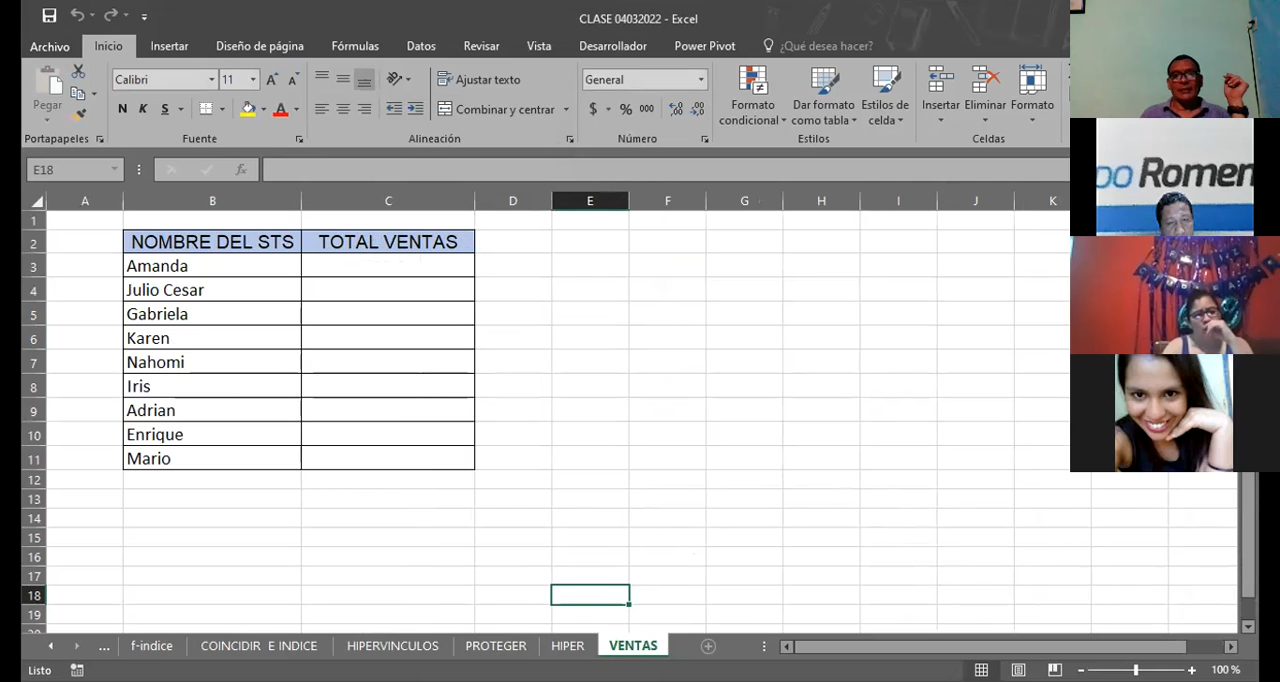 CLASE 04032022 - Excel
Archivo Inicio Insertar Diseño de página Fórmulas Datos Revisar Vista Desarrollador Power Pivot ¿Qué desea hacer?
Pegar
Calibri 11
N K S
A A
A
Ajustar texto
Combinar y centrar
General
$ % 000
Formato condicional
Dar formato como tabla
Estilos de celda
Insertar Eliminar Formato
Portapapeles Fuente Alineación Número Estilos Celdas
E18 fx
A B C D E F G H I J K
1
2 NOMBRE DEL STS TOTAL VENTAS
3 Amanda
4 Julio Cesar
5 Gabriela
6 Karen
7 Nahomi
8 Iris
9 Adrian
10 Enrique
11 Mario
12
13
14
15
16
17
18
19
... f-indice COINCIDIR E INDICE HIPERVINCULOS PROTEGER HIPER VENTAS
Listo 100 %
Romen